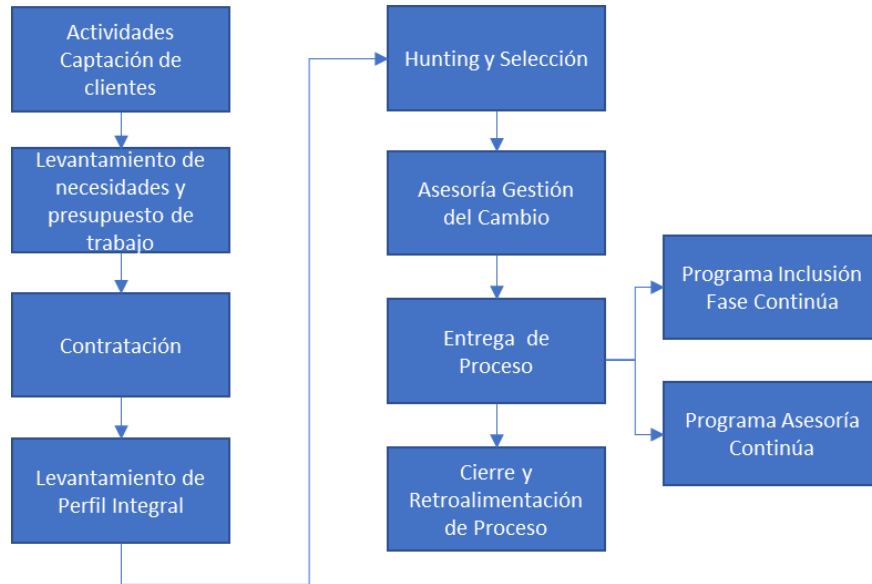 Actividades
Captación de
clientes
Levantamiento de
necesidades y
presupuesto de
trabajo
Contratación
Levantamiento de
Perfil Integral
Hunting y Selección
Asesoría Gestión
del Cambio
Entrega de
Proceso
Cierre y
Retroalimentación
de Proceso
Programa Inclusión
Fase Continúa
Programa Asesoría
Continúa